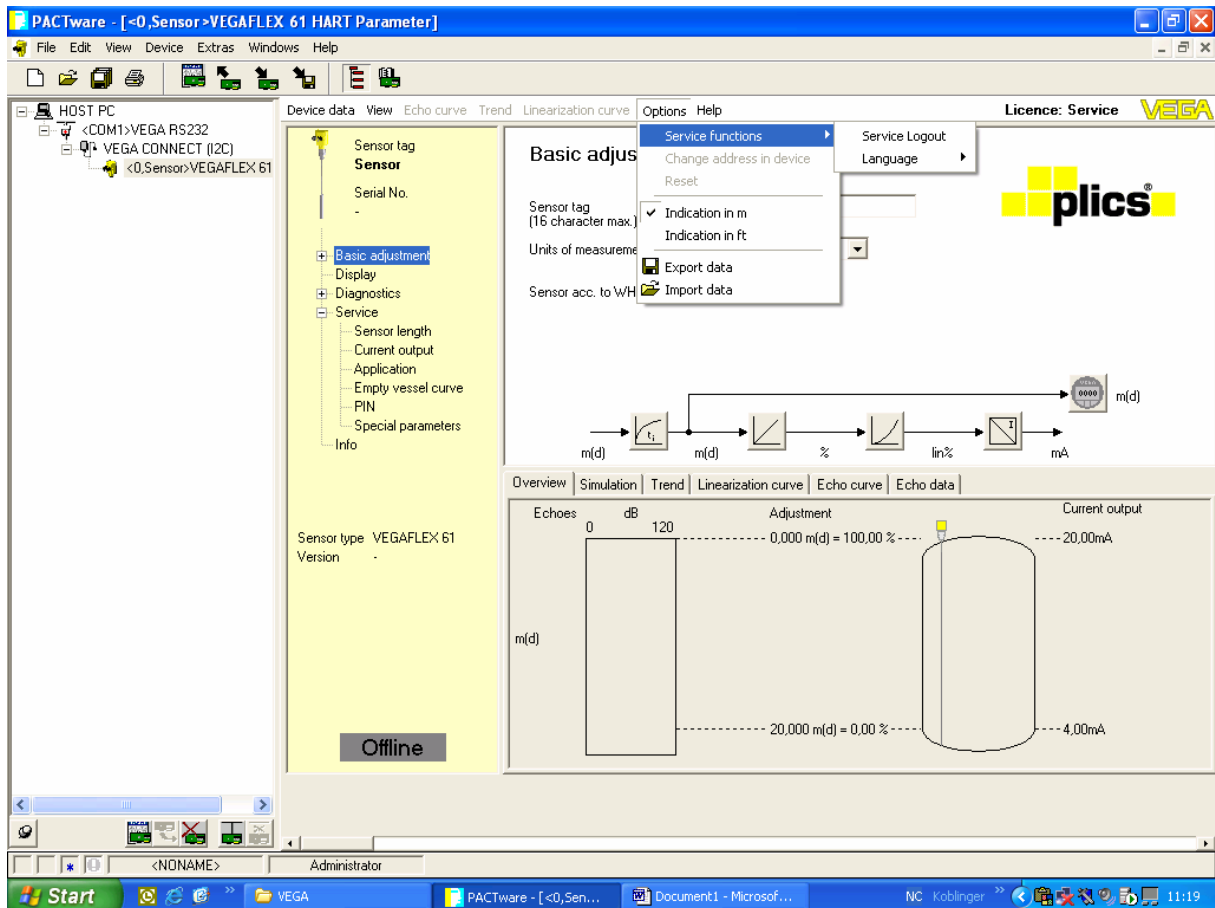 PACTware - [<0,Sensor>VEGAFLEX 61 HART Parameter]
File Edit View Device Extras Windows Help
HOST PC
<COM1>VEGA RS232
VEGA CONNECT (I2C)
<0,Sensor>VEGAFLEX 61
Device data View Echo curve Trend Linearization curve Options Help
Licence: Service
VEGA
Service functions
Change address in device
Reset
Indication in m
Indication in ft
Export data
Import data
Service Logout
Language
Sensor tag
Sensor
Serial No.
-
Basic adjustment
Display
Diagnostics
Service
Sensor length
Current output
Application
Empty vessel curve
PIN
Special parameters
Info
Sensor type VEGAFLEX 61
Version -
Offline
Basic adjus
Sensor tag
(16 character max.)
Units of measureme
Sensor acc. to WH
plics®
VEGA
0000
m(d)
ti
I
m(d) m(d) % lin% mA
Overview Simulation Trend Linearization curve Echo curve Echo data
Echoes dB Adjustment Current output
0 120
0,000 m(d) = 100,00 % 20,00mA
m(d)
20,000 m(d) = 0,00 % 4,00mA
<NONAME> Administrator
Start VEGA PACTware - [<0,Sen... Document1 - Microsof... NC Koblinger 11:19